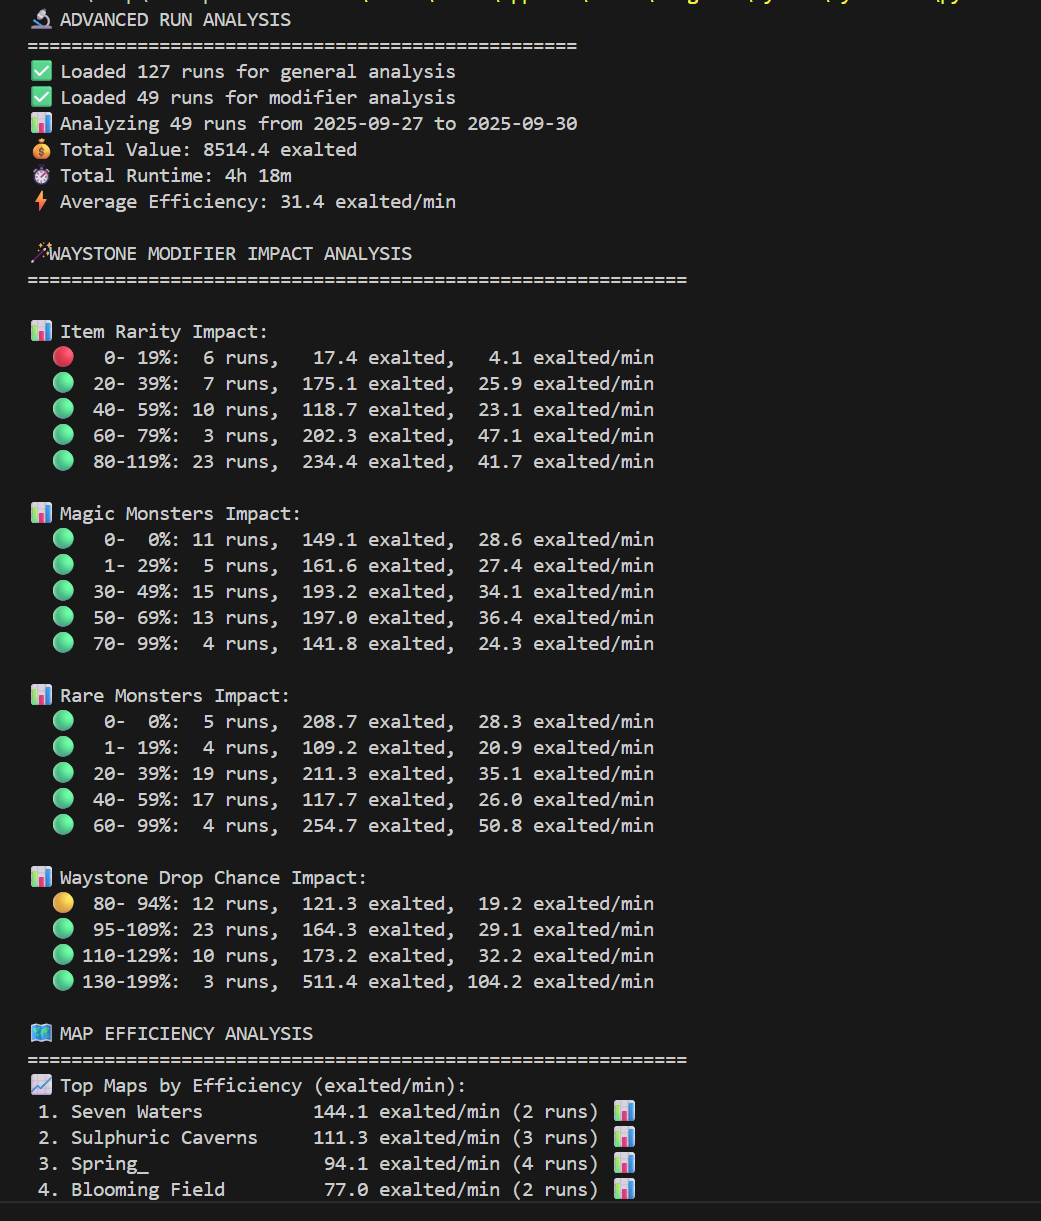 ADVANCED RUN ANALYSIS
==================================================
Loaded 127 runs for general analysis
Loaded 49 runs for modifier analysis
Analyzing 49 runs from 2025-09-27 to 2025-09-30
Total Value: 8514.4 exalted
Total Runtime: 4h 18m
Average Efficiency: 31.4 exalted/min
WAYSTONE MODIFIER IMPACT ANALYSIS
============================================================
Item Rarity Impact:
0- 19%: 6 runs, 17.4 exalted, 4.1 exalted/min
20- 39%: 7 runs, 175.1 exalted, 25.9 exalted/min
40- 59%: 10 runs, 118.7 exalted, 23.1 exalted/min
60- 79%: 3 runs, 202.3 exalted, 47.1 exalted/min
80-119%: 23 runs, 234.4 exalted, 41.7 exalted/min
Magic Monsters Impact:
0- 0%: 11 runs, 149.1 exalted, 28.6 exalted/min
1- 29%: 5 runs, 161.6 exalted, 27.4 exalted/min
30- 49%: 15 runs, 193.2 exalted, 34.1 exalted/min
50- 69%: 13 runs, 197.0 exalted, 36.4 exalted/min
70- 99%: 4 runs, 141.8 exalted, 24.3 exalted/min
Rare Monsters Impact:
0- 0%: 5 runs, 208.7 exalted, 28.3 exalted/min
1- 19%: 4 runs, 109.2 exalted, 20.9 exalted/min
20- 39%: 19 runs, 211.3 exalted, 35.1 exalted/min
40- 59%: 17 runs, 117.7 exalted, 26.0 exalted/min
60- 99%: 4 runs, 254.7 exalted, 50.8 exalted/min
Waystone Drop Chance Impact:
80- 94%: 12 runs, 121.3 exalted, 19.2 exalted/min
95-109%: 23 runs, 164.3 exalted, 29.1 exalted/min
110-129%: 10 runs, 173.2 exalted, 32.2 exalted/min
130-199%: 3 runs, 511.4 exalted, 104.2 exalted/min
MAP EFFICIENCY ANALYSIS
============================================================
Top Maps by Efficiency (exalted/min):
1. Seven Waters 144.1 exalted/min (2 runs)
2. Sulphuric Caverns 111.3 exalted/min (3 runs)
3. Spring_ 94.1 exalted/min (4 runs)
4. Blooming Field 77.0 exalted/min (2 runs)